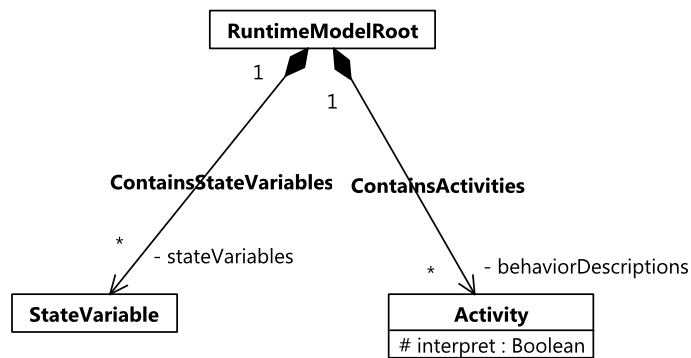 RuntimeModelRoot
1
1
ContainsStateVariables
ContainsActivities
*
- stateVariables
*
- behaviorDescriptions
StateVariable
Activity
# interpret : Boolean